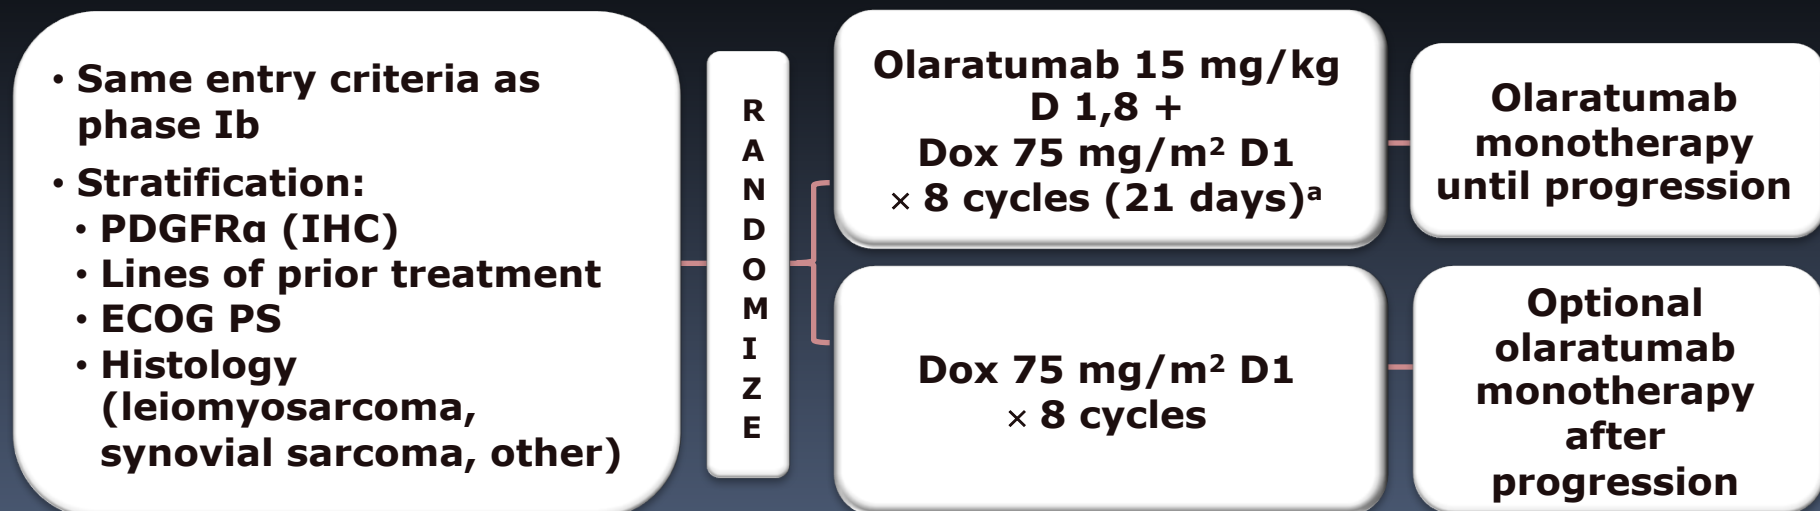 • Same entry criteria as
phase Ib
• Stratification:
• PDGFRα (IHC)
• Lines of prior treatment
• ECOG PS
• Histology
(leiomyosarcoma,
synovial sarcoma, other)
R
A
N
D
O
M
I
Z
E
Olaratumab 15 mg/kg
D 1,8 +
Dox 75 mg/m² D1
× 8 cycles (21 days)ᵃ
Olaratumab
monotherapy
until progression
Dox 75 mg/m² D1
× 8 cycles
Optional
olaratumab
monotherapy
after
progression